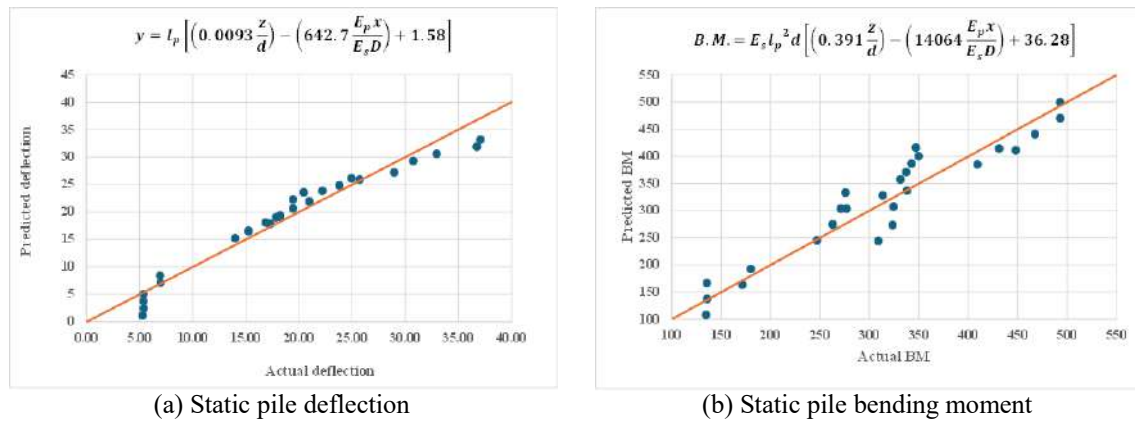 y = l_p [(0.0093 z/d) − (642.7 E_p x/E_s D) + 1.58]
45
40
35
30
25
20
15
10
5
0
Predicted deflection
0.00 5.00 10.00 15.00 20.00 25.00 30.00 35.00 40.00
Actual deflection
(a) Static pile deflection
B.M. = E_s l_p² d [(0.391 z/d) − (14064 E_p x/E_s D) + 36.28]
550
500
450
400
350
300
250
200
150
100
Predicted BM
100 150 200 250 300 350 400 450 500 550
Actual BM
(b) Static pile bending moment